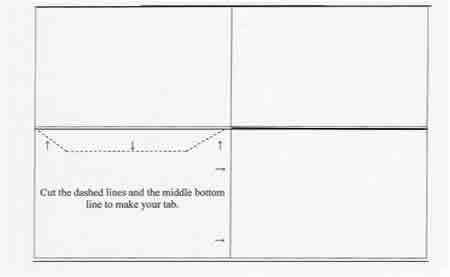 Cut the dashed lines and the middle bottom
line to make your tab.